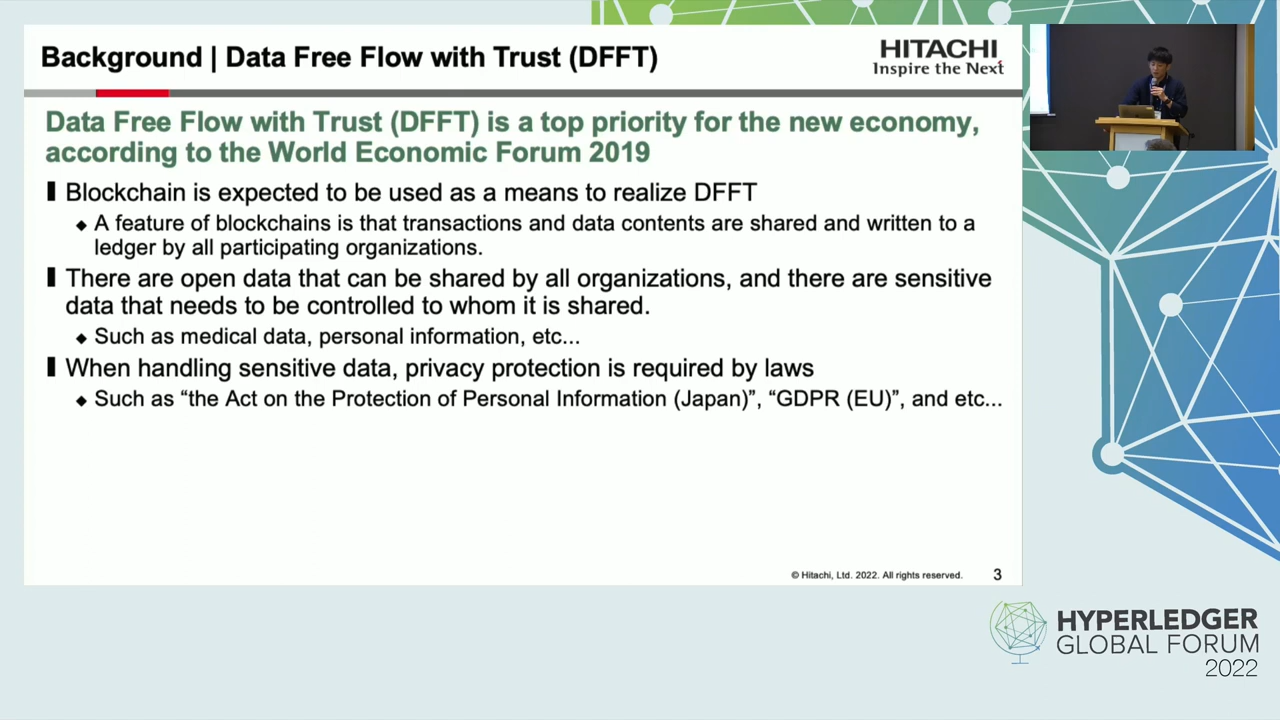 Background | Data Free Flow with Trust (DFFT)
HITACHI
Inspire the Next
Data Free Flow with Trust (DFFT) is a top priority for the new economy,
according to the World Economic Forum 2019
Blockchain is expected to be used as a means to realize DFFT
A feature of blockchains is that transactions and data contents are shared and written to a
ledger by all participating organizations.
There are open data that can be shared by all organizations, and there are sensitive
data that needs to be controlled to whom it is shared.
Such as medical data, personal information, etc...
When handling sensitive data, privacy protection is required by laws
Such as “the Act on the Protection of Personal Information (Japan)”, “GDPR (EU)”, and etc...
© Hitachi, Ltd. 2022. All rights reserved.
3
HYPERLEDGER
GLOBAL FORUM
2022